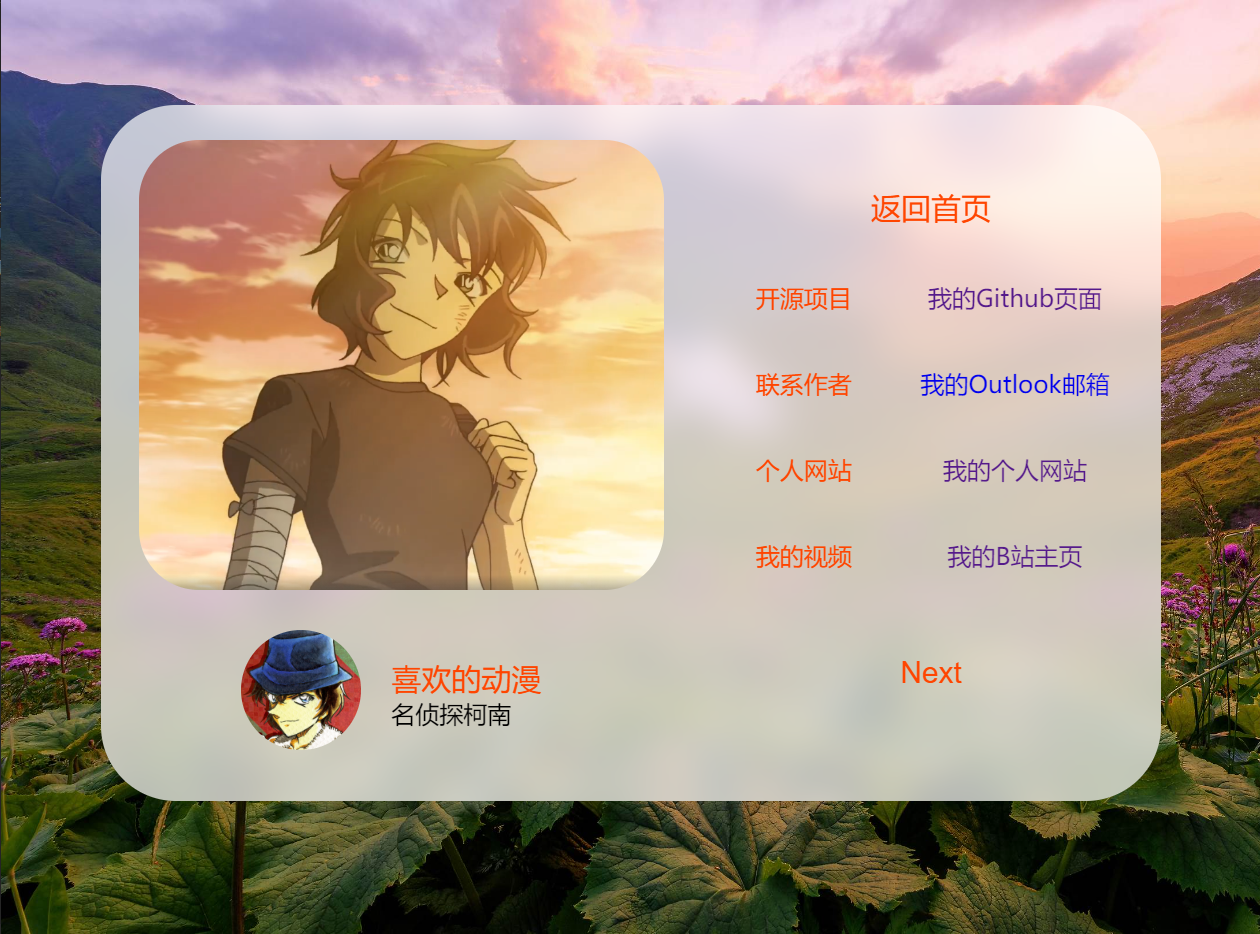 返回首页
开源项目 我的Github页面
联系作者 我的Outlook邮箱
个人网站 我的个人网站
我的视频 我的B站主页
喜欢的动漫
名侦探柯南
Next